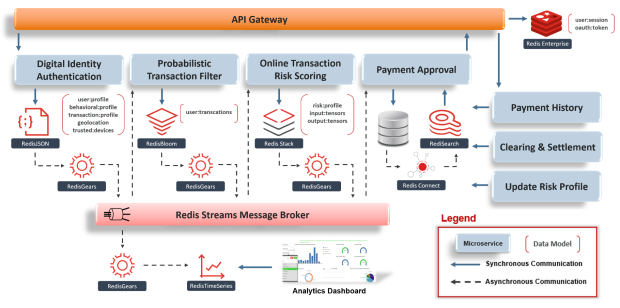 API Gateway
Redis Enterprise
user:session
oauth:token
Digital Identity
Authentication
Probabilistic
Transaction Filter
Online Transaction
Risk Scoring
Payment Approval
user:profile
behavioral:profile
transaction:profile
geolocation
trusted:devices
RedisJSON
user:transcations
RedisBloom
risk:profile
input:tensors
output:tensors
Redis Stack
RediSearch
Payment History
RedisGears
RedisGears
RedisGears
Redis Connect
Clearing & Settlement
Update Risk Profile
Redis Streams Message Broker
RedisGears
RedisTimeSeries
Analytics Dashboard
Legend
Microservice
Data Model
Synchronous Communication
Asynchronous Communication